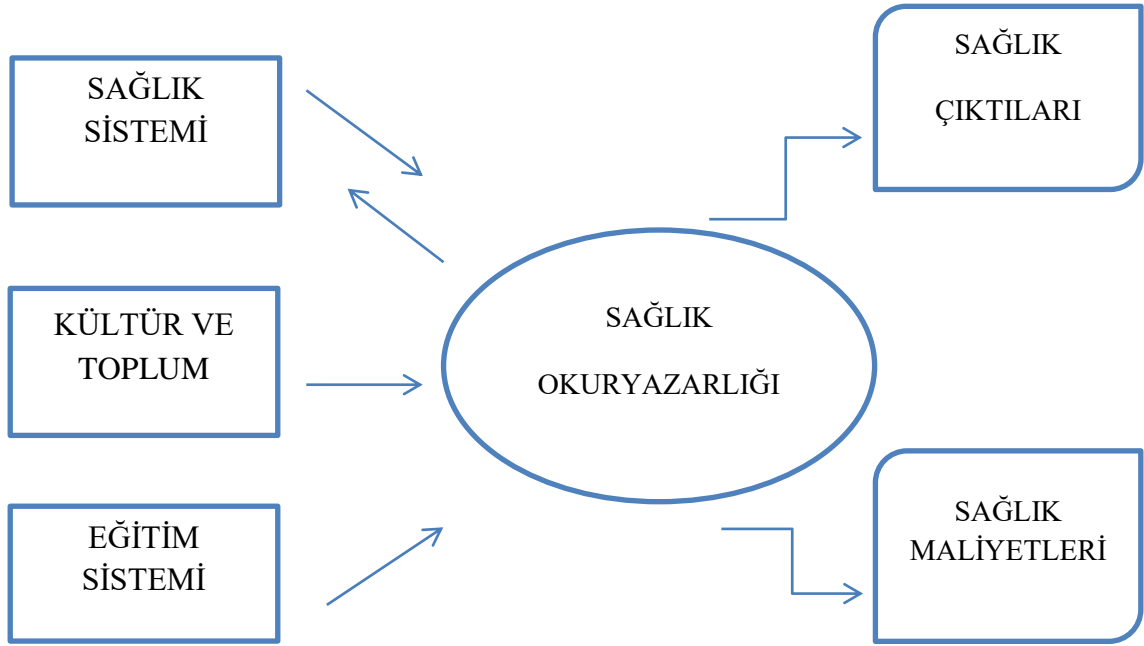 SAĞLIK
SİSTEMİ
KÜLTÜR VE
TOPLUM
EĞİTİM
SİSTEMİ
SAĞLIK
OKURYAZARLIĞI
SAĞLIK
ÇIKTILARI
SAĞLIK
MALİYETLERİ